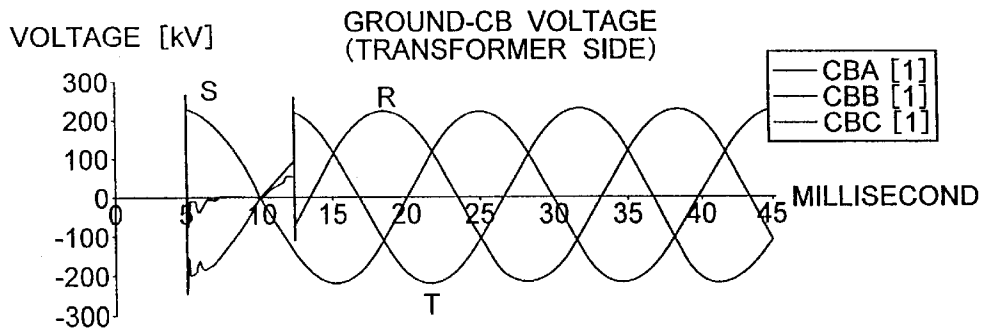 GROUND-CB VOLTAGE
(TRANSFORMER SIDE)
VOLTAGE [kV]
CBA [1]
CBB [1]
CBC [1]
300
200
100
0
-100
-200
-300
S
R
T
0 5 10 15 20 25 30 35 40 45
MILLISECOND